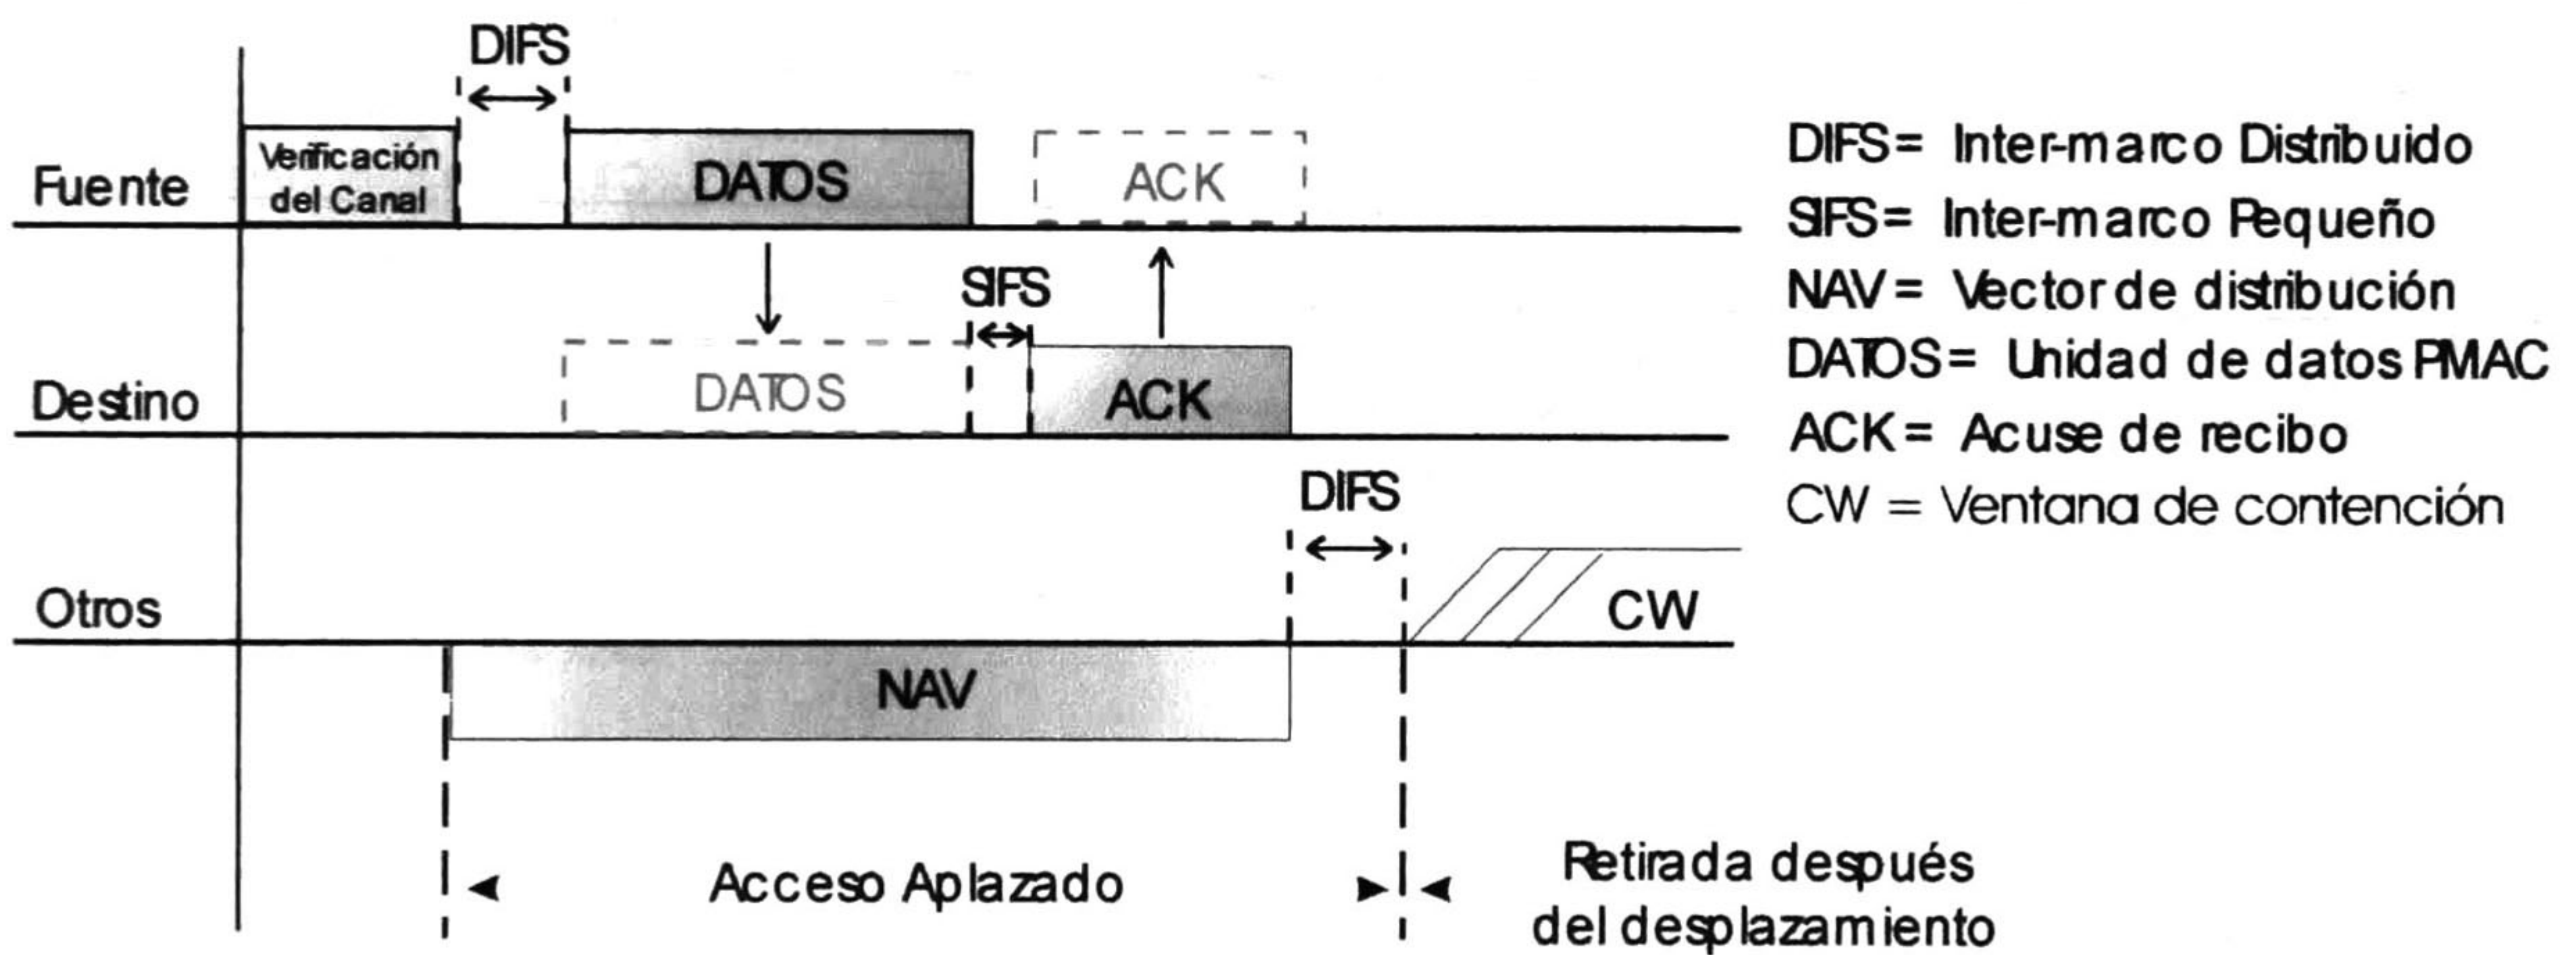 DIFS
Verificación
del Canal
Fuente
DATOS
ACK
SIFS
Destino
DATOS
ACK
DIFS
Otros
CW
NAV
Acceso Aplazado
Retirada después
del desplazamiento
DIFS= Inter-marco Distribuido
SIFS= Inter-marco Pequeño
NAV= Vector de distribución
DATOS= Unidad de datos PMAC
ACK= Acuse de recibo
CW = Ventana de contención